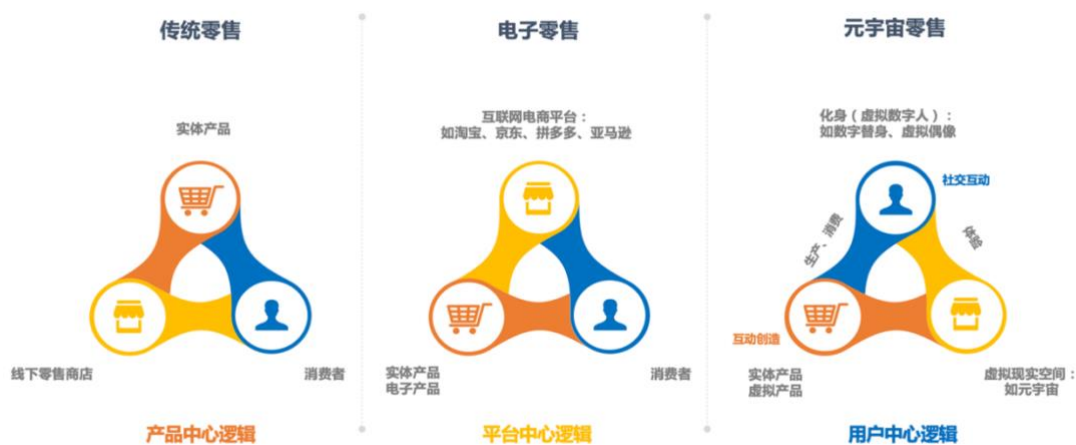 传统零售
实体产品
线下零售商店
消费者
产品中心逻辑
电子零售
互联网电商平台：
如淘宝、京东、拼多多、亚马逊
实体产品
电子产品
消费者
平台中心逻辑
元宇宙零售
化身（虚拟数字人）：
如数字替身、虚拟偶像
社交互动
生产、消费
体验
互动创造
实体产品
虚拟产品
虚拟现实空间：
如元宇宙
用户中心逻辑